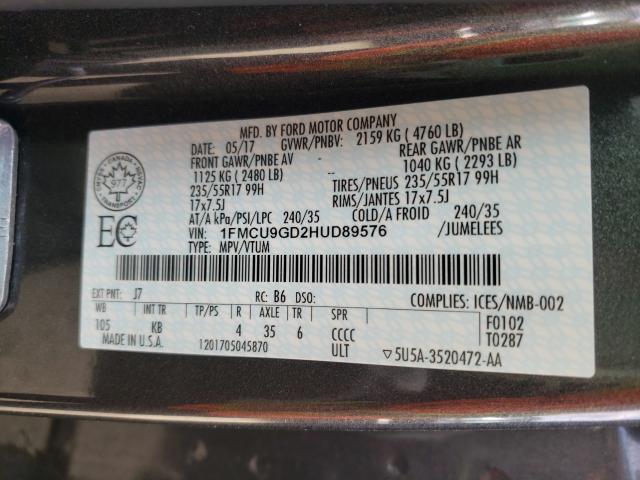 MFD. BY FORD MOTOR COMPANY
DATE: 05/17 GVWR/PNBV: 2159 KG ( 4760 LB)
FRONT GAWR/PNBE AV REAR GAWR/PNBE AR
1125 KG ( 2480 LB) 1040 KG ( 2293 LB)
235/55R17 99H TIRES/PNEUS 235/55R17 99H
17x7.5J RIMS/JANTES 17x7.5J
AT/A kPa/PSI/LPC 240/35 COLD/A FROID 240/35
VIN: 1FMCU9GD2HUD89576 /JUMELEES
TYPE: MPV/VTUM
CANADA
977
EC
EXT PNT: J7 RC: B6 DSO: COMPLIES: ICES/NMB-002
WB INT TR TP/PS R AXLE TR SPR F0102
105 KB 4 35 6 CCCC T0287
MADE IN U.S.A. 1201705045870 ULT ▽5U5A-3520472-AA